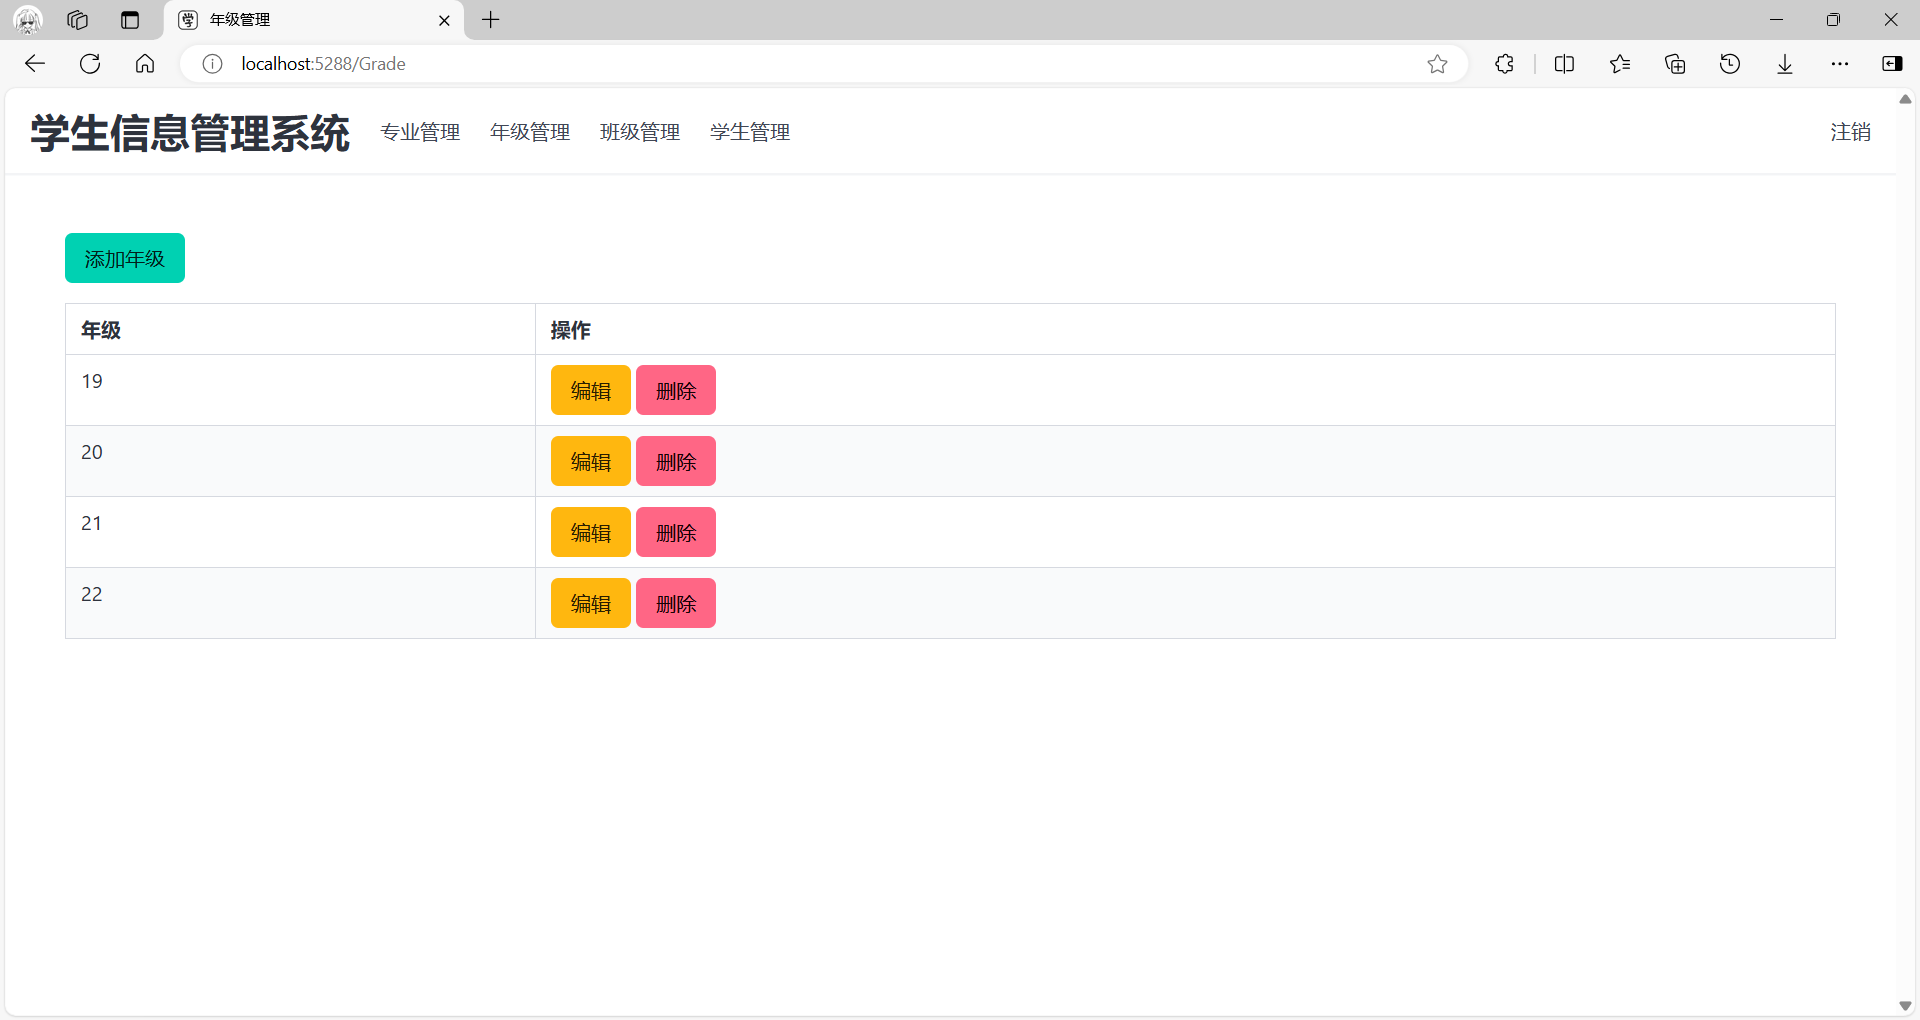 学 年级管理
localhost:5288/Grade
学生信息管理系统 专业管理 年级管理 班级管理 学生管理 注销
添加年级
年级 操作
19 编辑 删除
20 编辑 删除
21 编辑 删除
22 编辑 删除